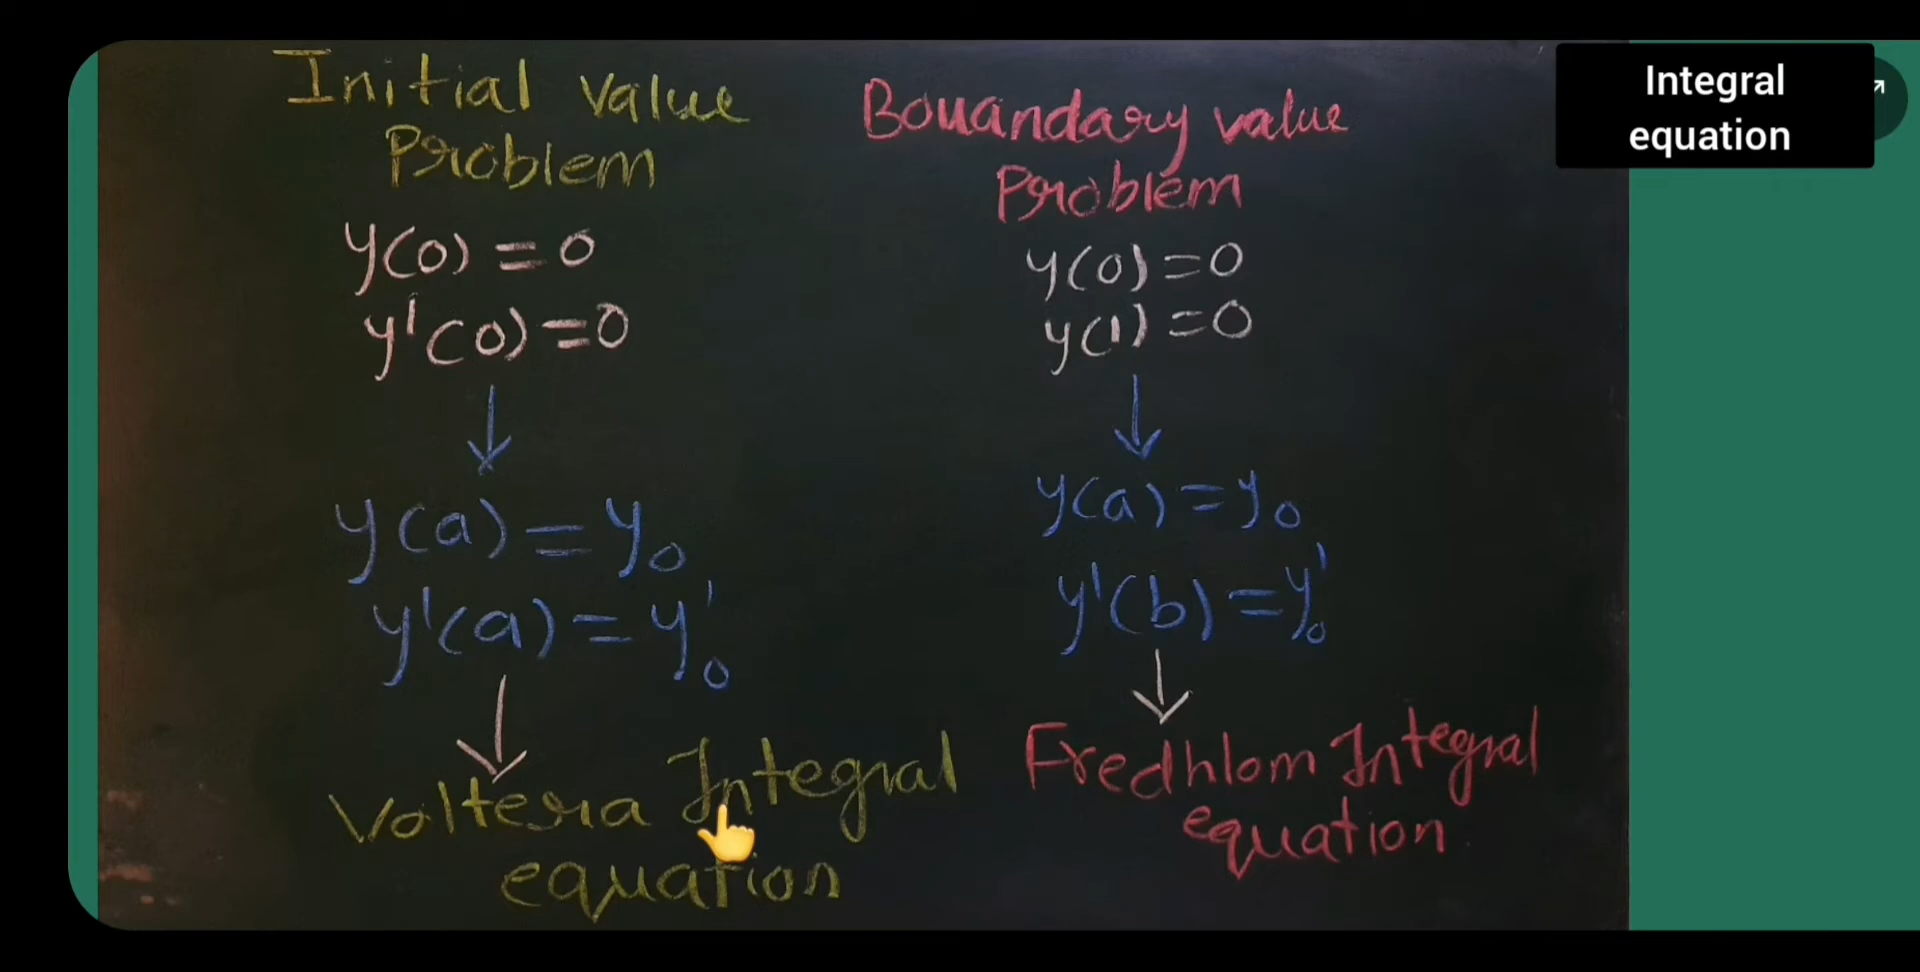 Initial Value
Problem
y(0) = 0
y'(0) = 0
↓
y(a) = y₀
y'(a) = y'₀
↓
Voltera Integral
equation
Bouandary value
Problem
y(0) = 0
y(1) = 0
↓
y(a) = y₀
y'(b) = y'₀
↓
Fredhlom Integral
equation
Integral
equation